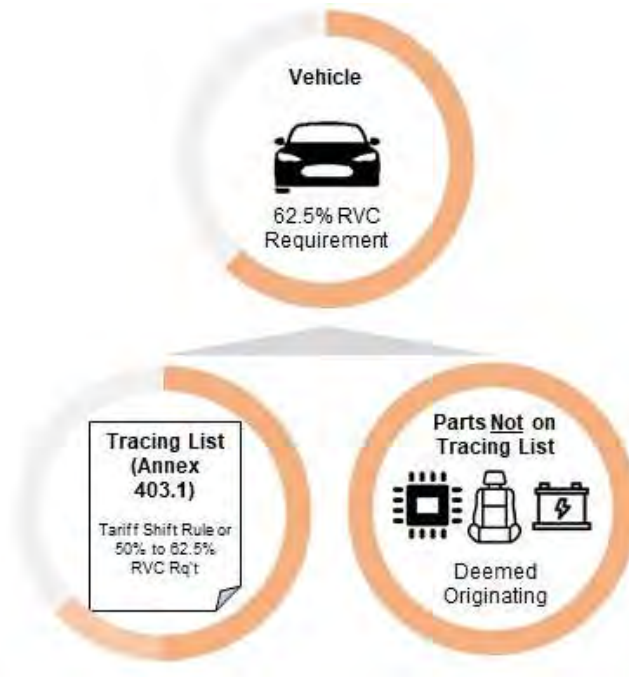 Vehicle
62.5% RVC
Requirement
Tracing List
(Annex
403.1)
Tariff Shift Rule or
50% to 62.5%
RVC Rq't
Parts Not on
Tracing List
Deemed
Originating